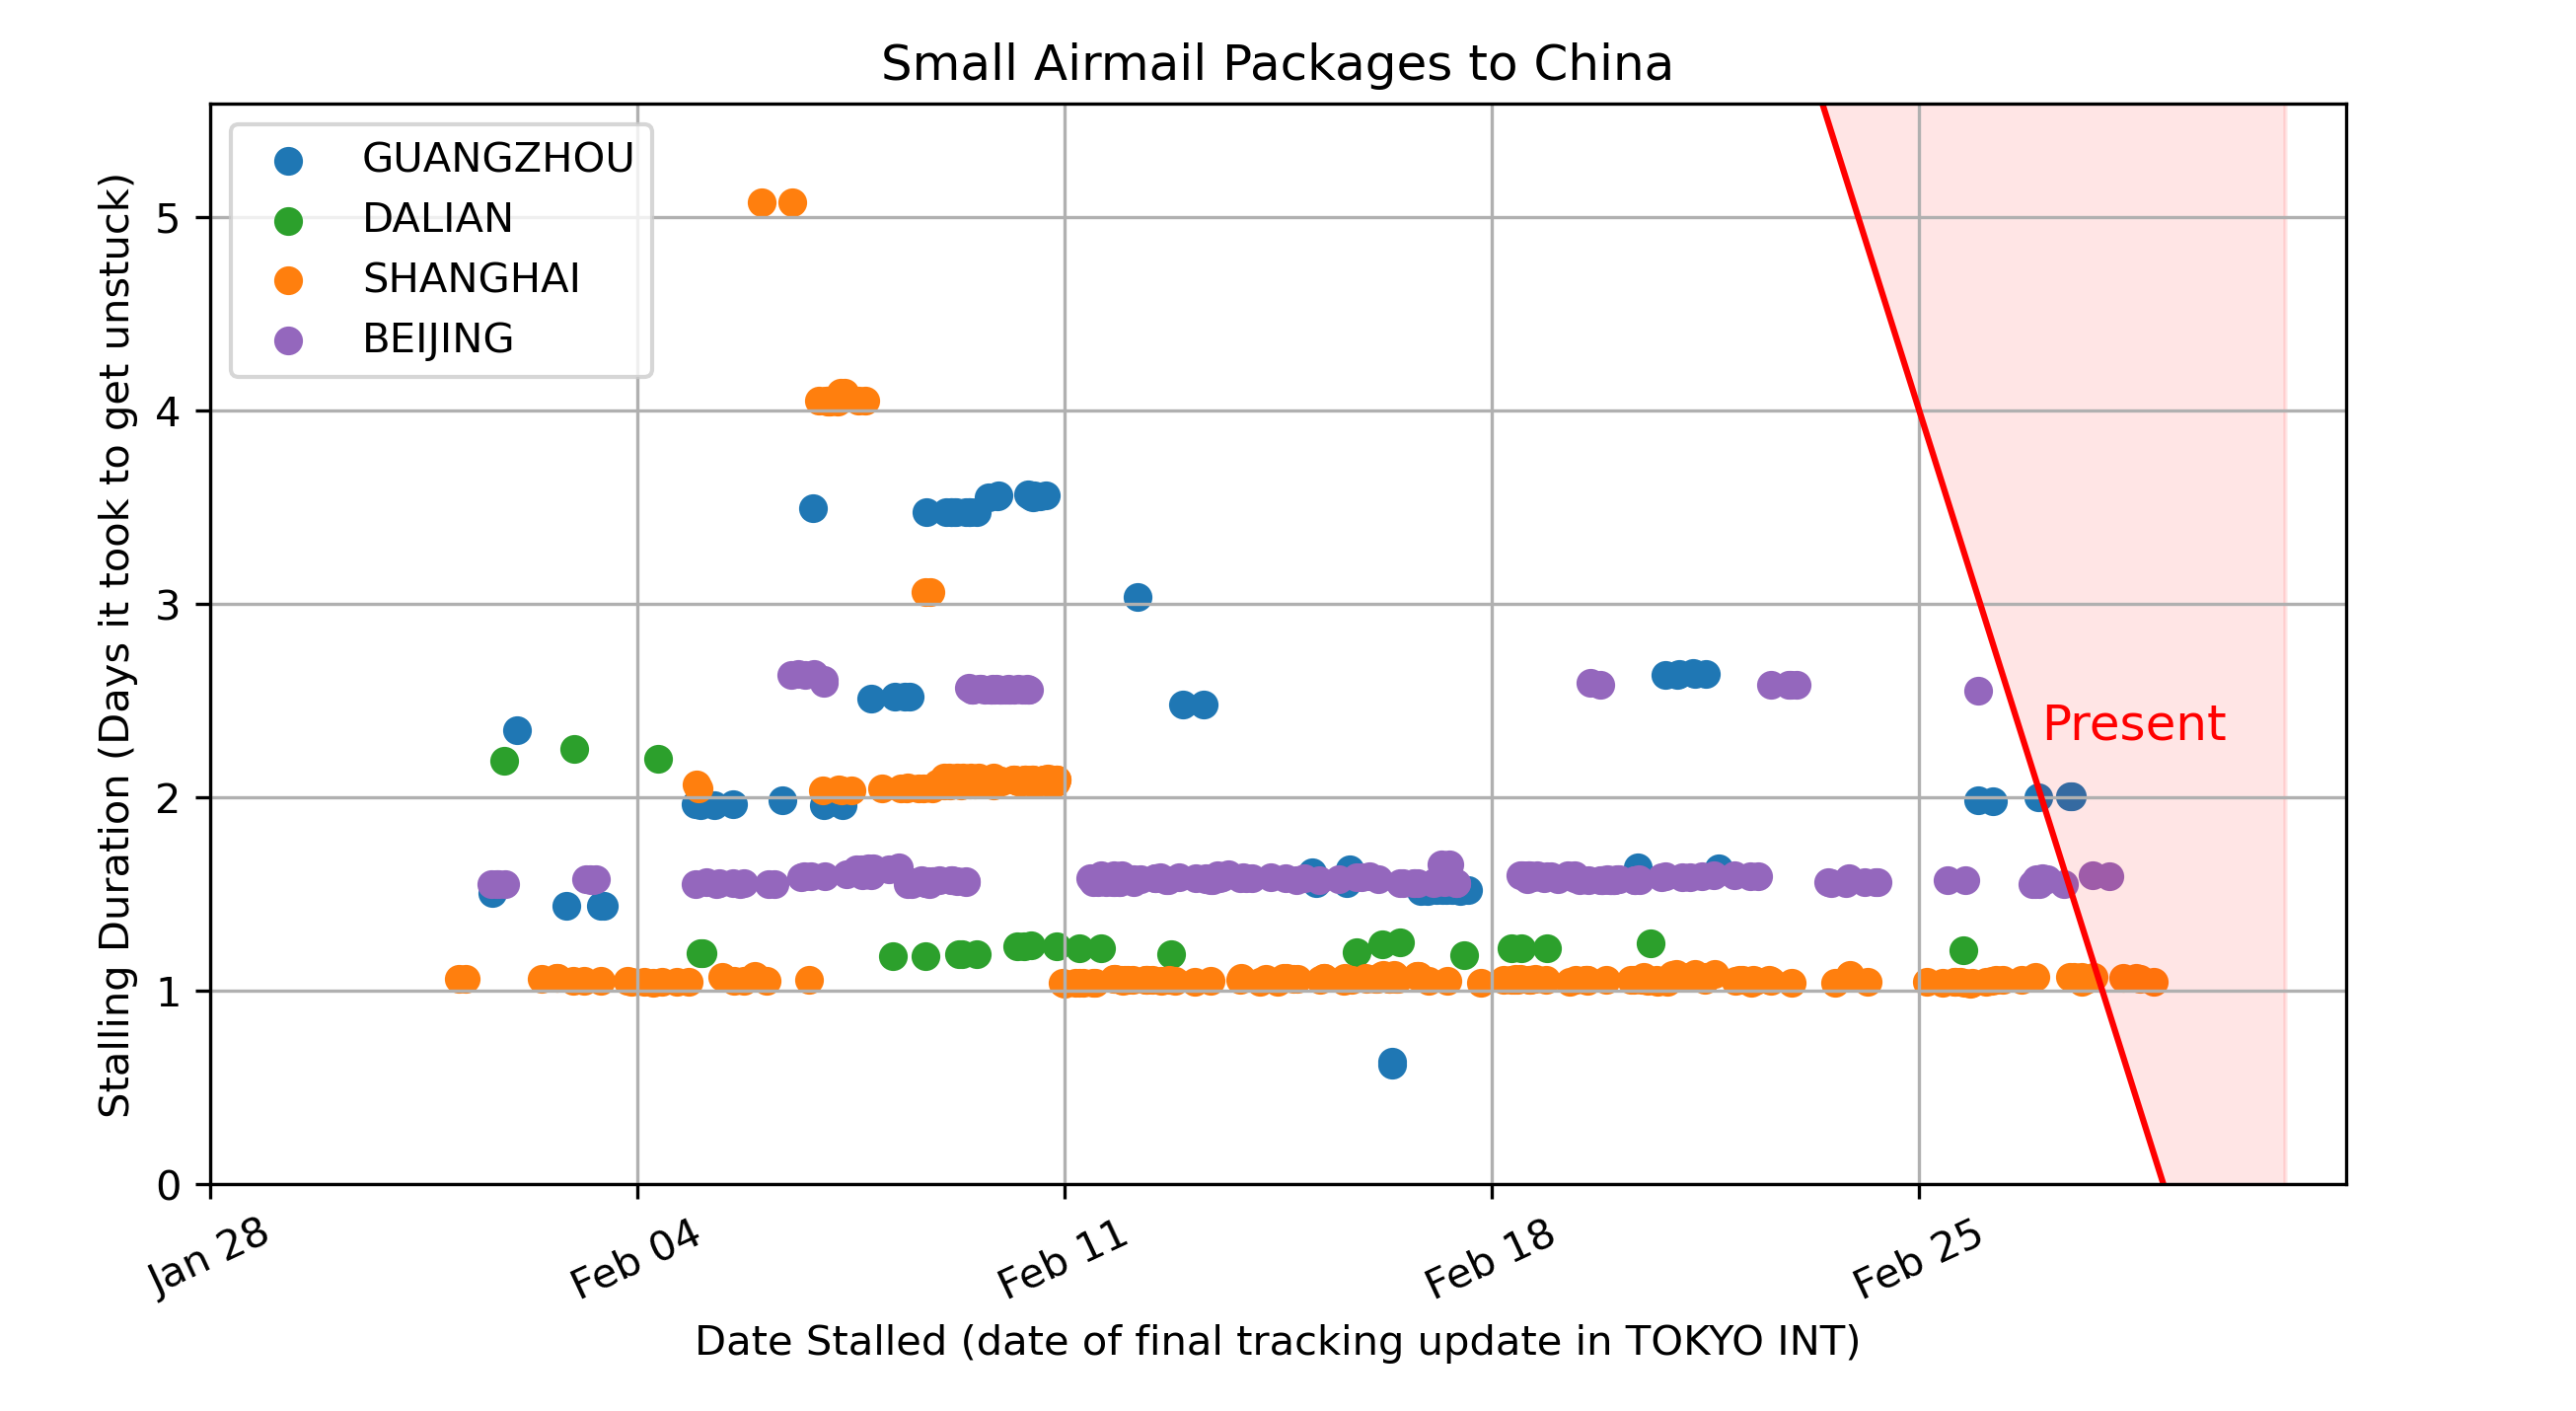 Small Airmail Packages to China
GUANGZHOU
DALIAN
SHANGHAI
BEIJING
Stalling Duration (Days it took to get unstuck)
5
4
3
2
1
0
Present
Jan 28
Feb 04
Feb 11
Feb 18
Feb 25
Date Stalled (date of final tracking update in TOKYO INT)